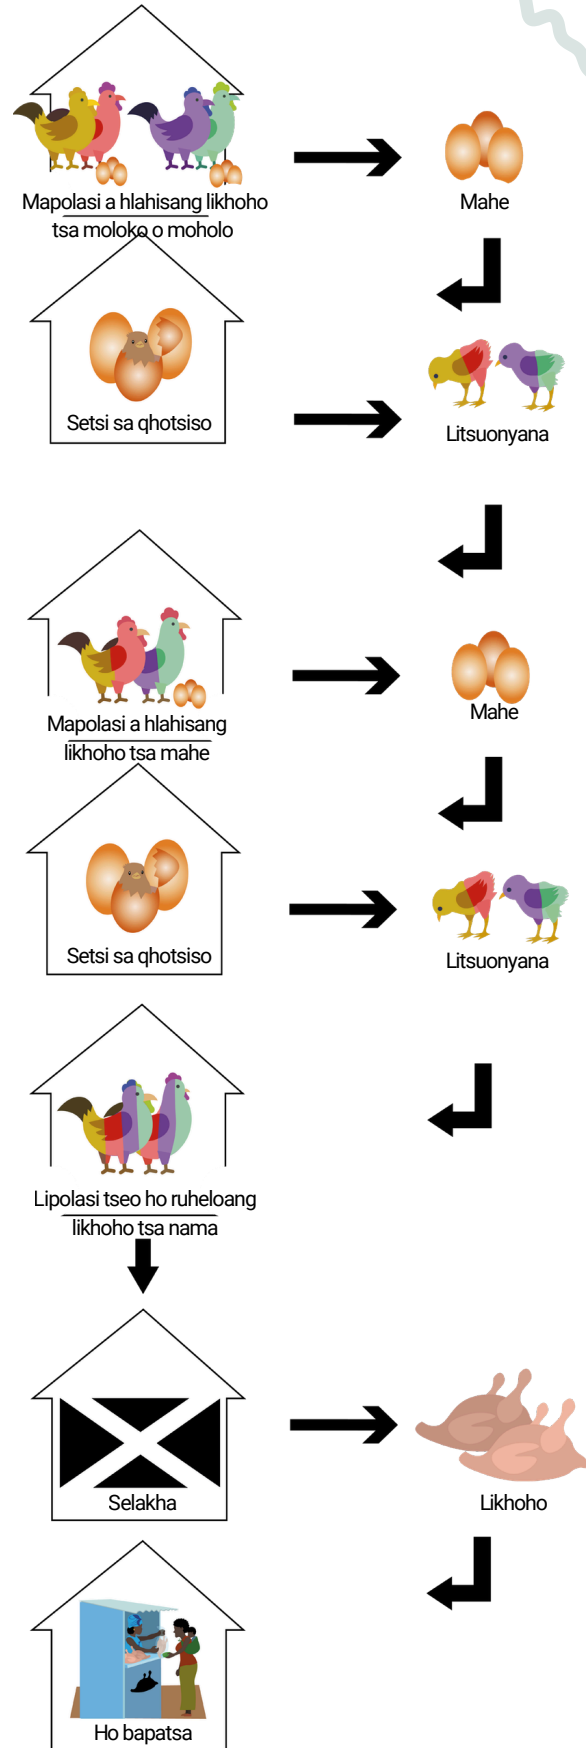 Mapolasi a hlahisang likhoho
tsa moloko o moholo
Mahe
Setsi sa qhotsiso
Litsuonyana
Mapolasi a hlahisang
likhoho tsa mahe
Mahe
Setsi sa qhotsiso
Litsuonyana
Lipolasi tseo ho ruheloang
likhoho tsa nama
Selakha
Likhoho
Ho bapatsa